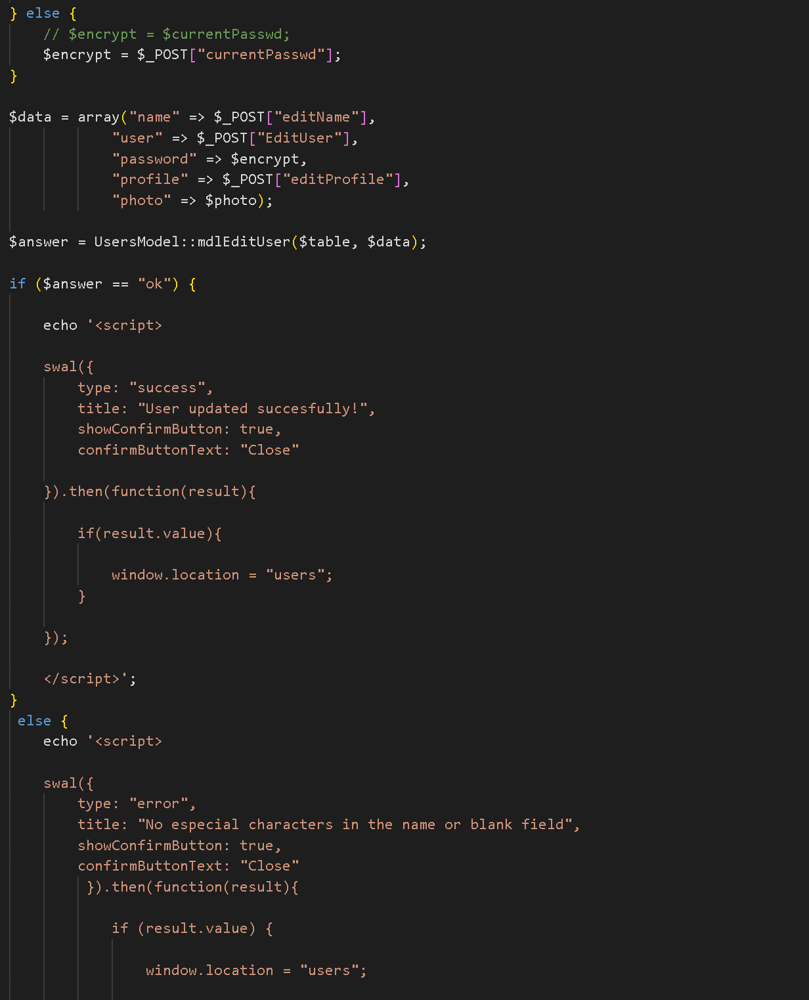 } else {
// $encrypt = $currentPasswd;
$encrypt = $_POST["currentPasswd"];
}
$data = array("name" => $_POST["editName"],
"user" => $_POST["EditUser"],
"password" => $encrypt,
"profile" => $_POST["editProfile"],
"photo" => $photo);
$answer = UsersModel::mdlEditUser($table, $data);
if ($answer == "ok") {
echo '<script>
swal({
type: "success",
title: "User updated succesfully!",
showConfirmButton: true,
confirmButtonText: "Close"
}).then(function(result){
if(result.value){
window.location = "users";
}
});
</script>';
}
else {
echo '<script>
swal({
type: "error",
title: "No especial characters in the name or blank field",
showConfirmButton: true,
confirmButtonText: "Close"
}).then(function(result){
if (result.value) {
window.location = "users";